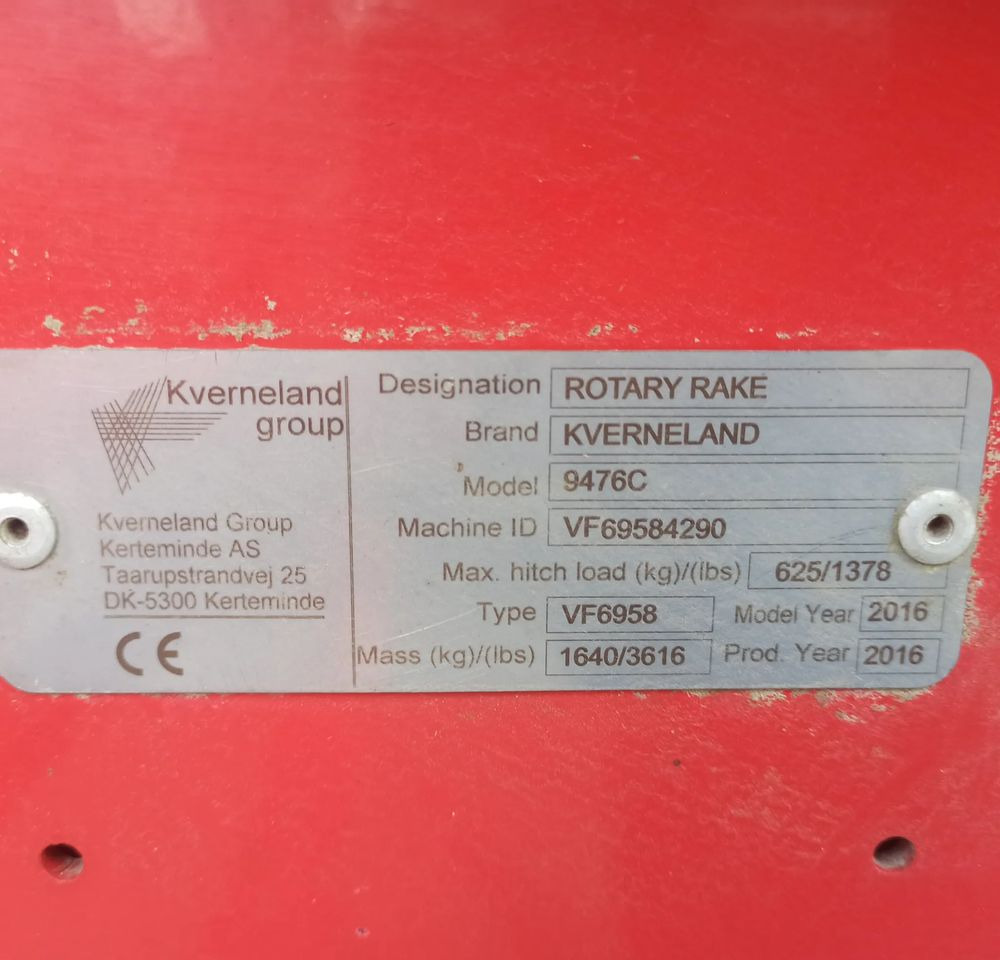 Kverneland
group
Kverneland Group
Kerteminde AS
Taarupstrandvej 25
DK-5300 Kerteminde
CE
Designation ROTARY RAKE
Brand KVERNELAND
Model 9476C
Machine ID VF69584290
Max. hitch load (kg)/(lbs) 625/1378
Type VF6958 Model Year 2016
Mass (kg)/(lbs) 1640/3616 Prod. Year 2016